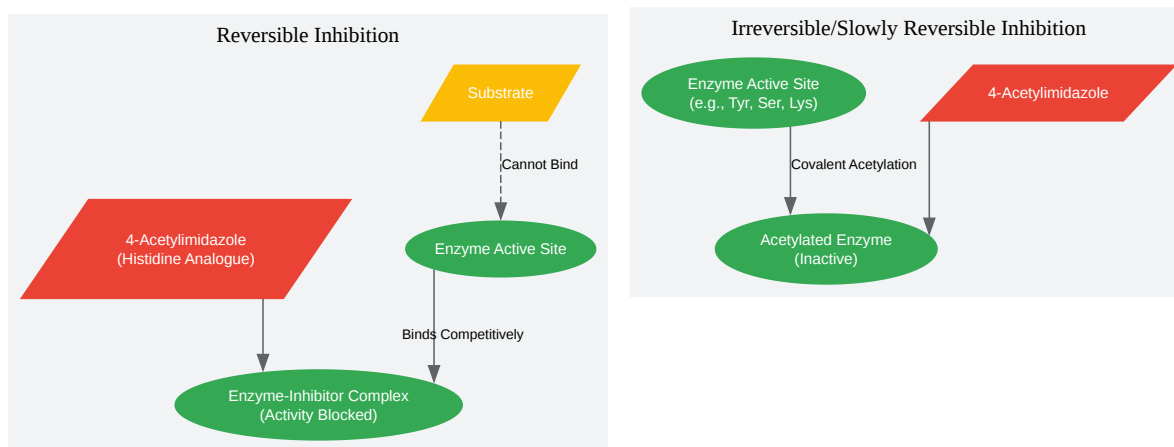 Reversible Inhibition
Substrate
Cannot Bind
4-Acetylimidazole
(Histidine Analogue)
Enzyme Active Site
Binds Competitively
Enzyme-Inhibitor Complex
(Activity Blocked)
Irreversible/Slowly Reversible Inhibition
Enzyme Active Site
(e.g., Tyr, Ser, Lys)
4-Acetylimidazole
Covalent Acetylation
Acetylated Enzyme
(Inactive)